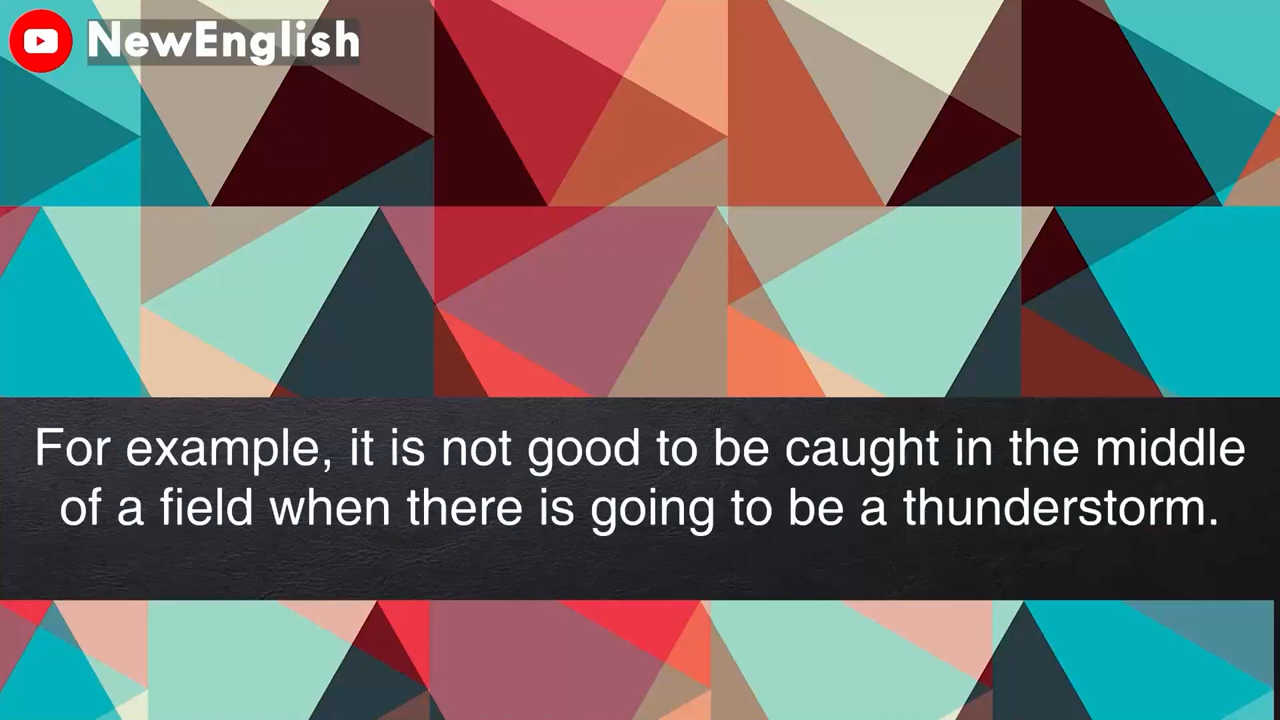 NewEnglish
For example, it is not good to be caught in the middle
of a field when there is going to be a thunderstorm.